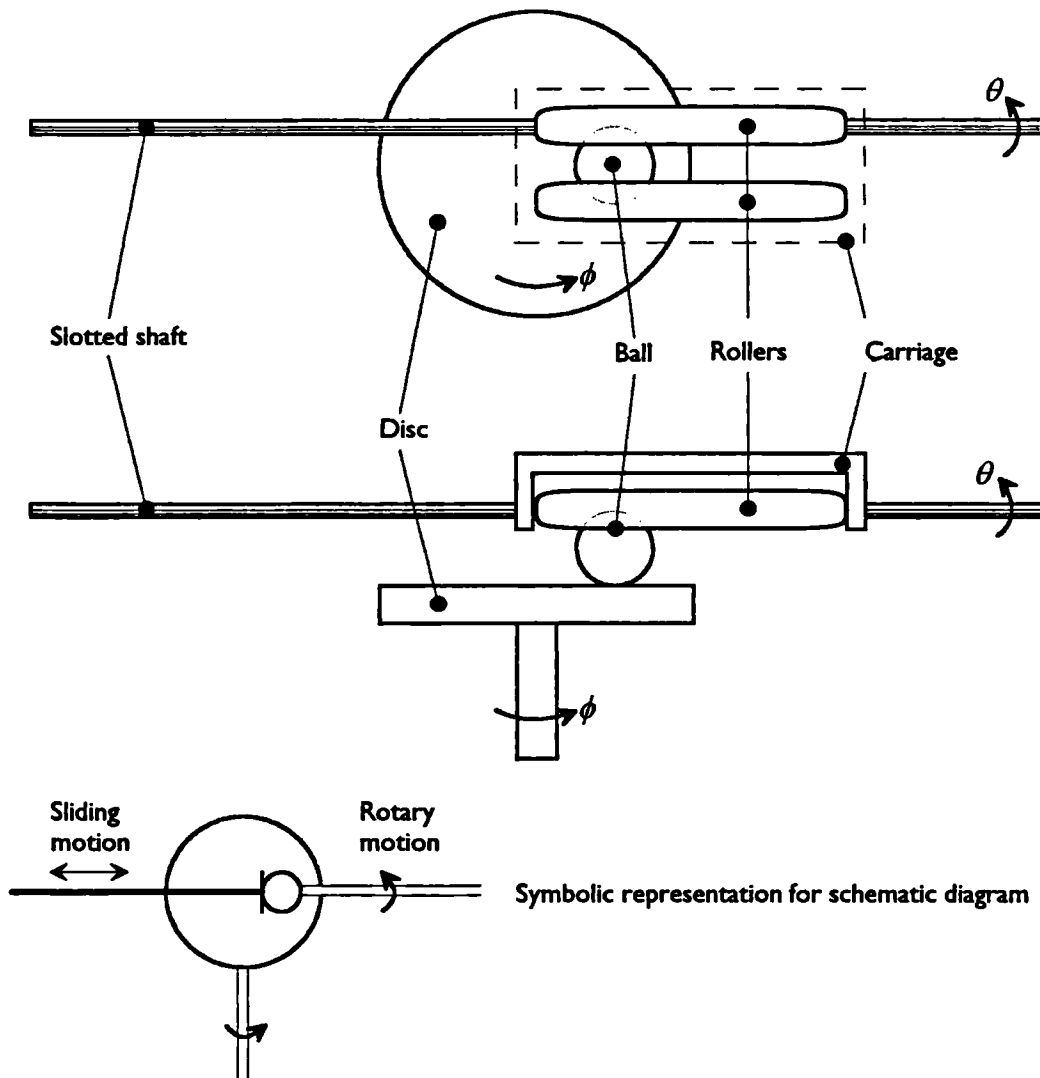 θ
ϕ
Slotted shaft
Ball
Rollers
Carriage
Disc
θ
ϕ
Sliding
motion
Rotary
motion
Symbolic representation for schematic diagram